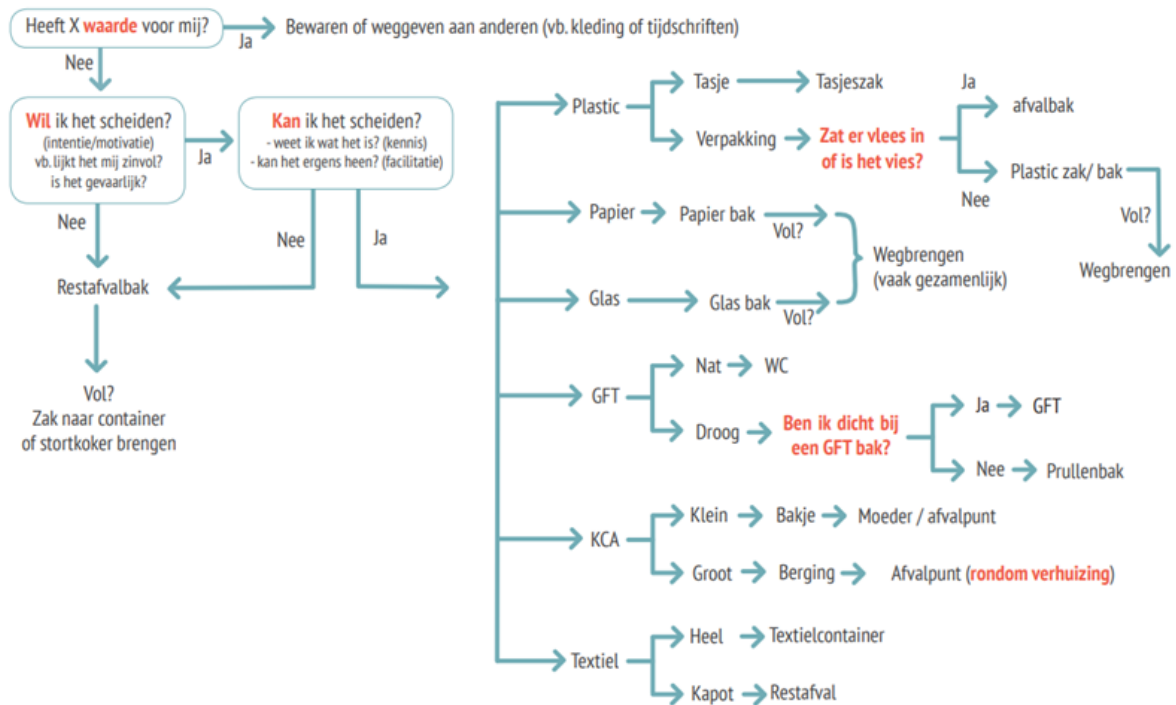 Heeft X waarde voor mij?
Ja
Bewaren of weggeven aan anderen (vb. kleding of tijdschriften)
Nee
Wil ik het scheiden?
(intentie/motivatie)
vb. lijkt het mij zinvol?
is het gevaarlijk?
Ja
Kan ik het scheiden?
- weet ik wat het is? (kennis)
- kan het ergens heen? (facilitatie)
Nee
Nee
Ja
Restafvalbak
Vol?
Zak naar container
of stortkoker brengen
Plastic
Tasje
Tasjeszak
Verpakking
Zat er vlees in
of is het vies?
Ja
afvalbak
Nee
Plastic zak/ bak
Vol?
Wegbrengen
Papier
Papier bak
Vol?
Glas
Glas bak
Vol?
Wegbrengen
(vaak gezamenlijk)
GFT
Nat
WC
Droog
Ben ik dicht bij
een GFT bak?
Ja
GFT
Nee
Prullenbak
KCA
Klein
Bakje
Moeder / afvalpunt
Groot
Berging
Afvalpunt (rondom verhuizing)
Textiel
Heel
Textielcontainer
Kapot
Restafval